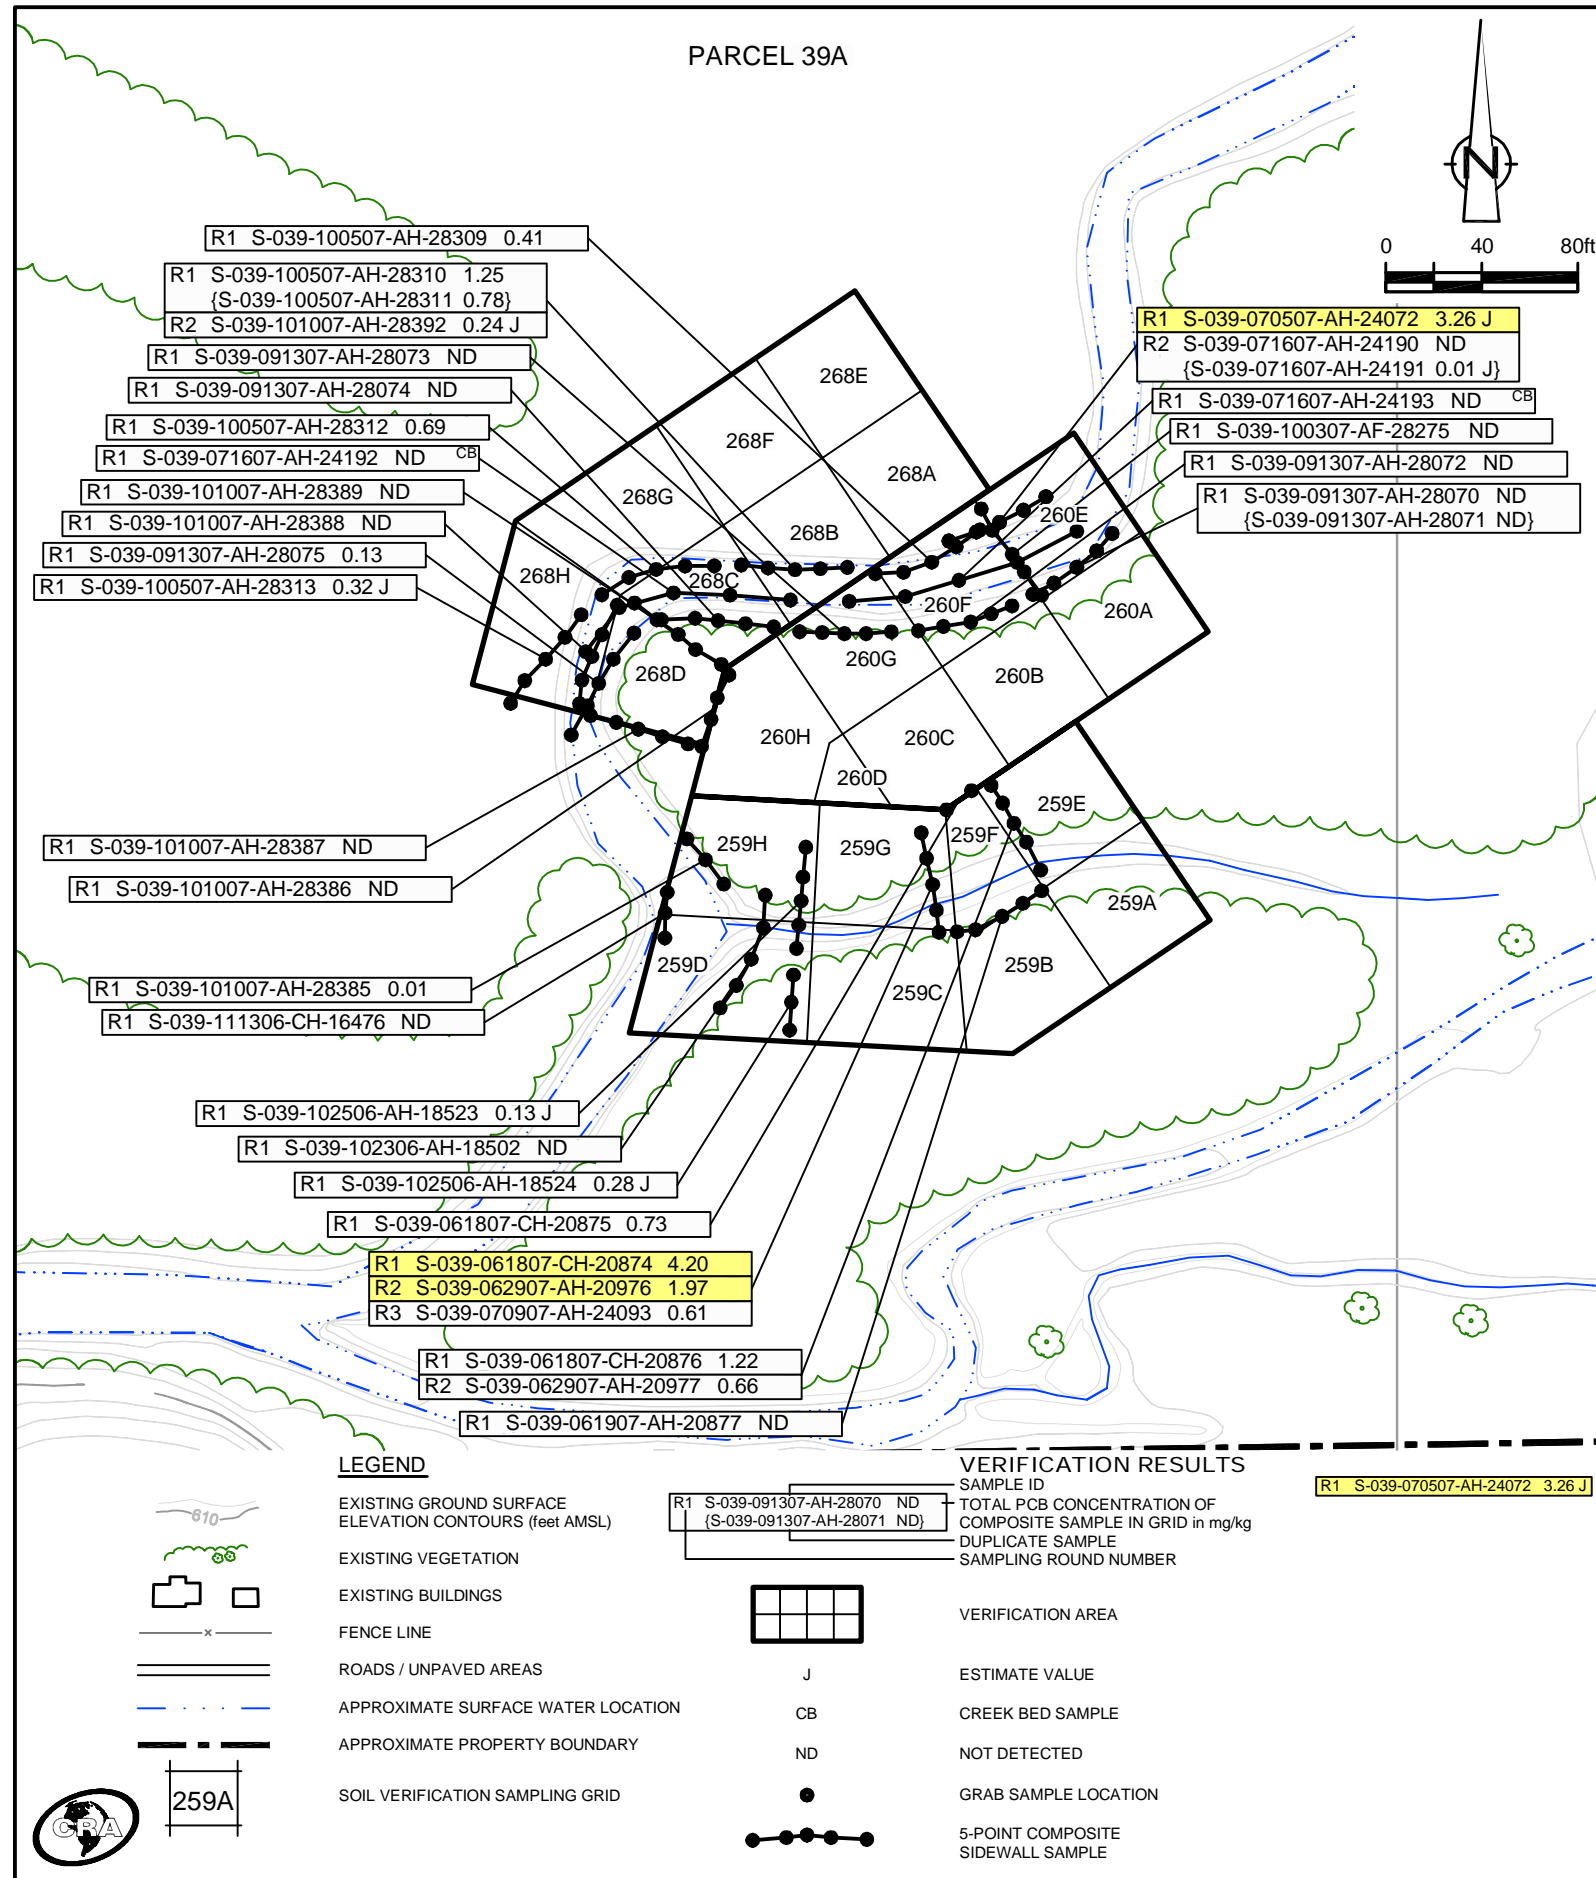 PARCEL 39A
N
0 40 80ft
R1 S-039-100507-AH-28309 0.41
R1 S-039-100507-AH-28310 1.25
{S-039-100507-AH-28311 0.78}
R2 S-039-101007-AH-28392 0.24 J
R1 S-039-091307-AH-28073 ND
R1 S-039-091307-AH-28074 ND
R1 S-039-100507-AH-28312 0.69
R1 S-039-071607-AH-24192 ND CB
R1 S-039-101007-AH-28389 ND
R1 S-039-101007-AH-28388 ND
R1 S-039-091307-AH-28075 0.13
R1 S-039-100507-AH-28313 0.32 J
R1 S-039-070507-AH-24072 3.26 J
R2 S-039-071607-AH-24190 ND
{S-039-071607-AH-24191 0.01 J}
R1 S-039-071607-AH-24193 ND CB
R1 S-039-100307-AF-28275 ND
R1 S-039-091307-AH-28072 ND
R1 S-039-091307-AH-28070 ND
{S-039-091307-AH-28071 ND}
268E
268F
268A
268G
268B
260E
268H
268C
260F
260A
260G
268D
260B
260H
260C
260D
259E
259H
259G
259F
259A
259D
259B
259C
R1 S-039-101007-AH-28387 ND
R1 S-039-101007-AH-28386 ND
R1 S-039-101007-AH-28385 0.01
R1 S-039-111306-CH-16476 ND
R1 S-039-102506-AH-18523 0.13 J
R1 S-039-102306-AH-18502 ND
R1 S-039-102506-AH-18524 0.28 J
R1 S-039-061807-CH-20875 0.73
R1 S-039-061807-CH-20874 4.20
R2 S-039-062907-AH-20976 1.97
R3 S-039-070907-AH-24093 0.61
R1 S-039-061807-CH-20876 1.22
R2 S-039-062907-AH-20977 0.66
R1 S-039-061907-AH-20877 ND
LEGEND
610
EXISTING GROUND SURFACE
ELEVATION CONTOURS (feet AMSL)
EXISTING VEGETATION
EXISTING BUILDINGS
x
FENCE LINE
ROADS / UNPAVED AREAS
APPROXIMATE SURFACE WATER LOCATION
APPROXIMATE PROPERTY BOUNDARY
259A
SOIL VERIFICATION SAMPLING GRID
CRA
VERIFICATION RESULTS
R1 S-039-091307-AH-28070 ND
{S-039-091307-AH-28071 ND}
SAMPLE ID
TOTAL PCB CONCENTRATION OF
COMPOSITE SAMPLE IN GRID in mg/kg
DUPLICATE SAMPLE
SAMPLING ROUND NUMBER
R1 S-039-070507-AH-24072 3.26 J
VERIFICATION AREA
J ESTIMATE VALUE
CB CREEK BED SAMPLE
ND NOT DETECTED
GRAB SAMPLE LOCATION
5-POINT COMPOSITE
SIDEWALL SAMPLE